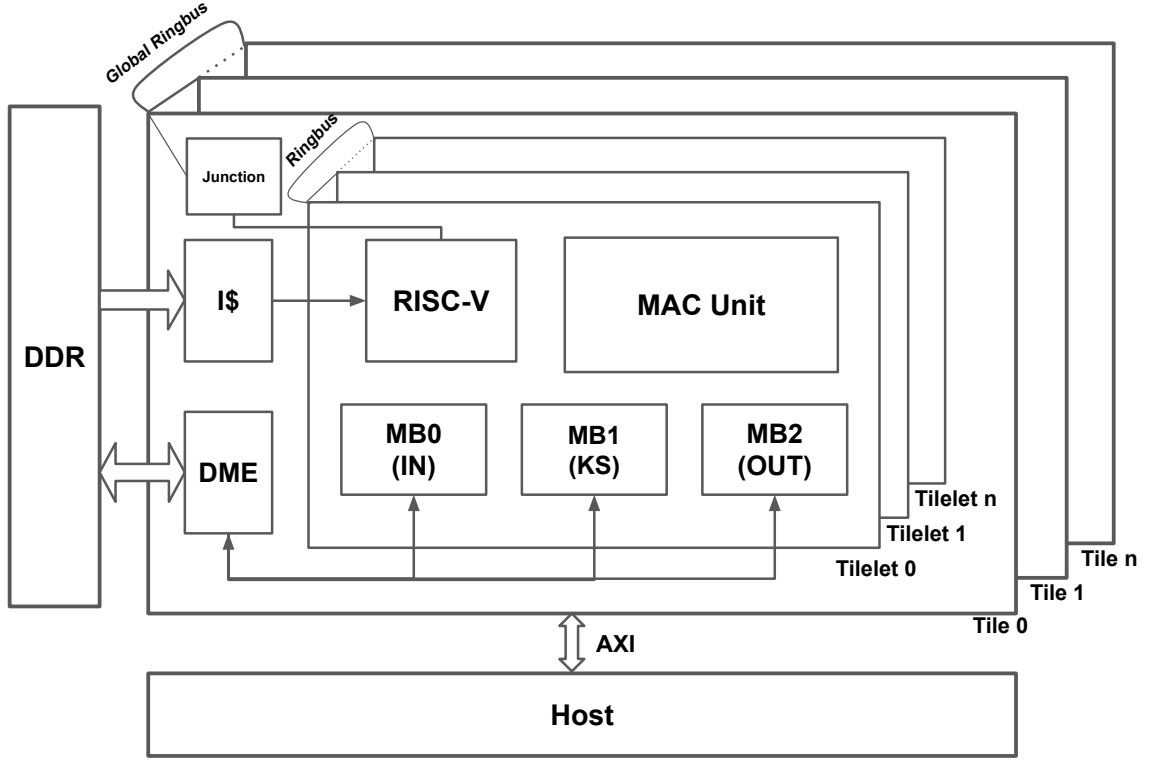 Global Ringbus
Ringbus
Junction
DDR
I$
RISC-V
MAC Unit
DME
MB0
(IN)
MB1
(KS)
MB2
(OUT)
Tilelet n
Tilelet 1
Tilelet 0
Tile n
Tile 1
Tile 0
AXI
Host